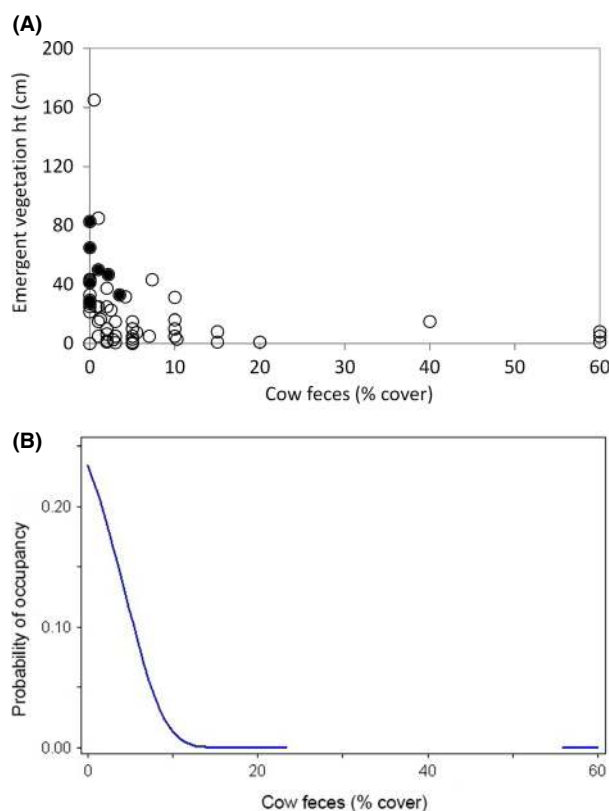 (A)
200
160
120
80
40
0
Emergent vegetation ht (cm)
0 10 20 30 40 50 60
Cow feces (% cover)
(B)
0.20
0.10
0.00
Probability of occupancy
0 20 40 60
Cow feces (% cover)